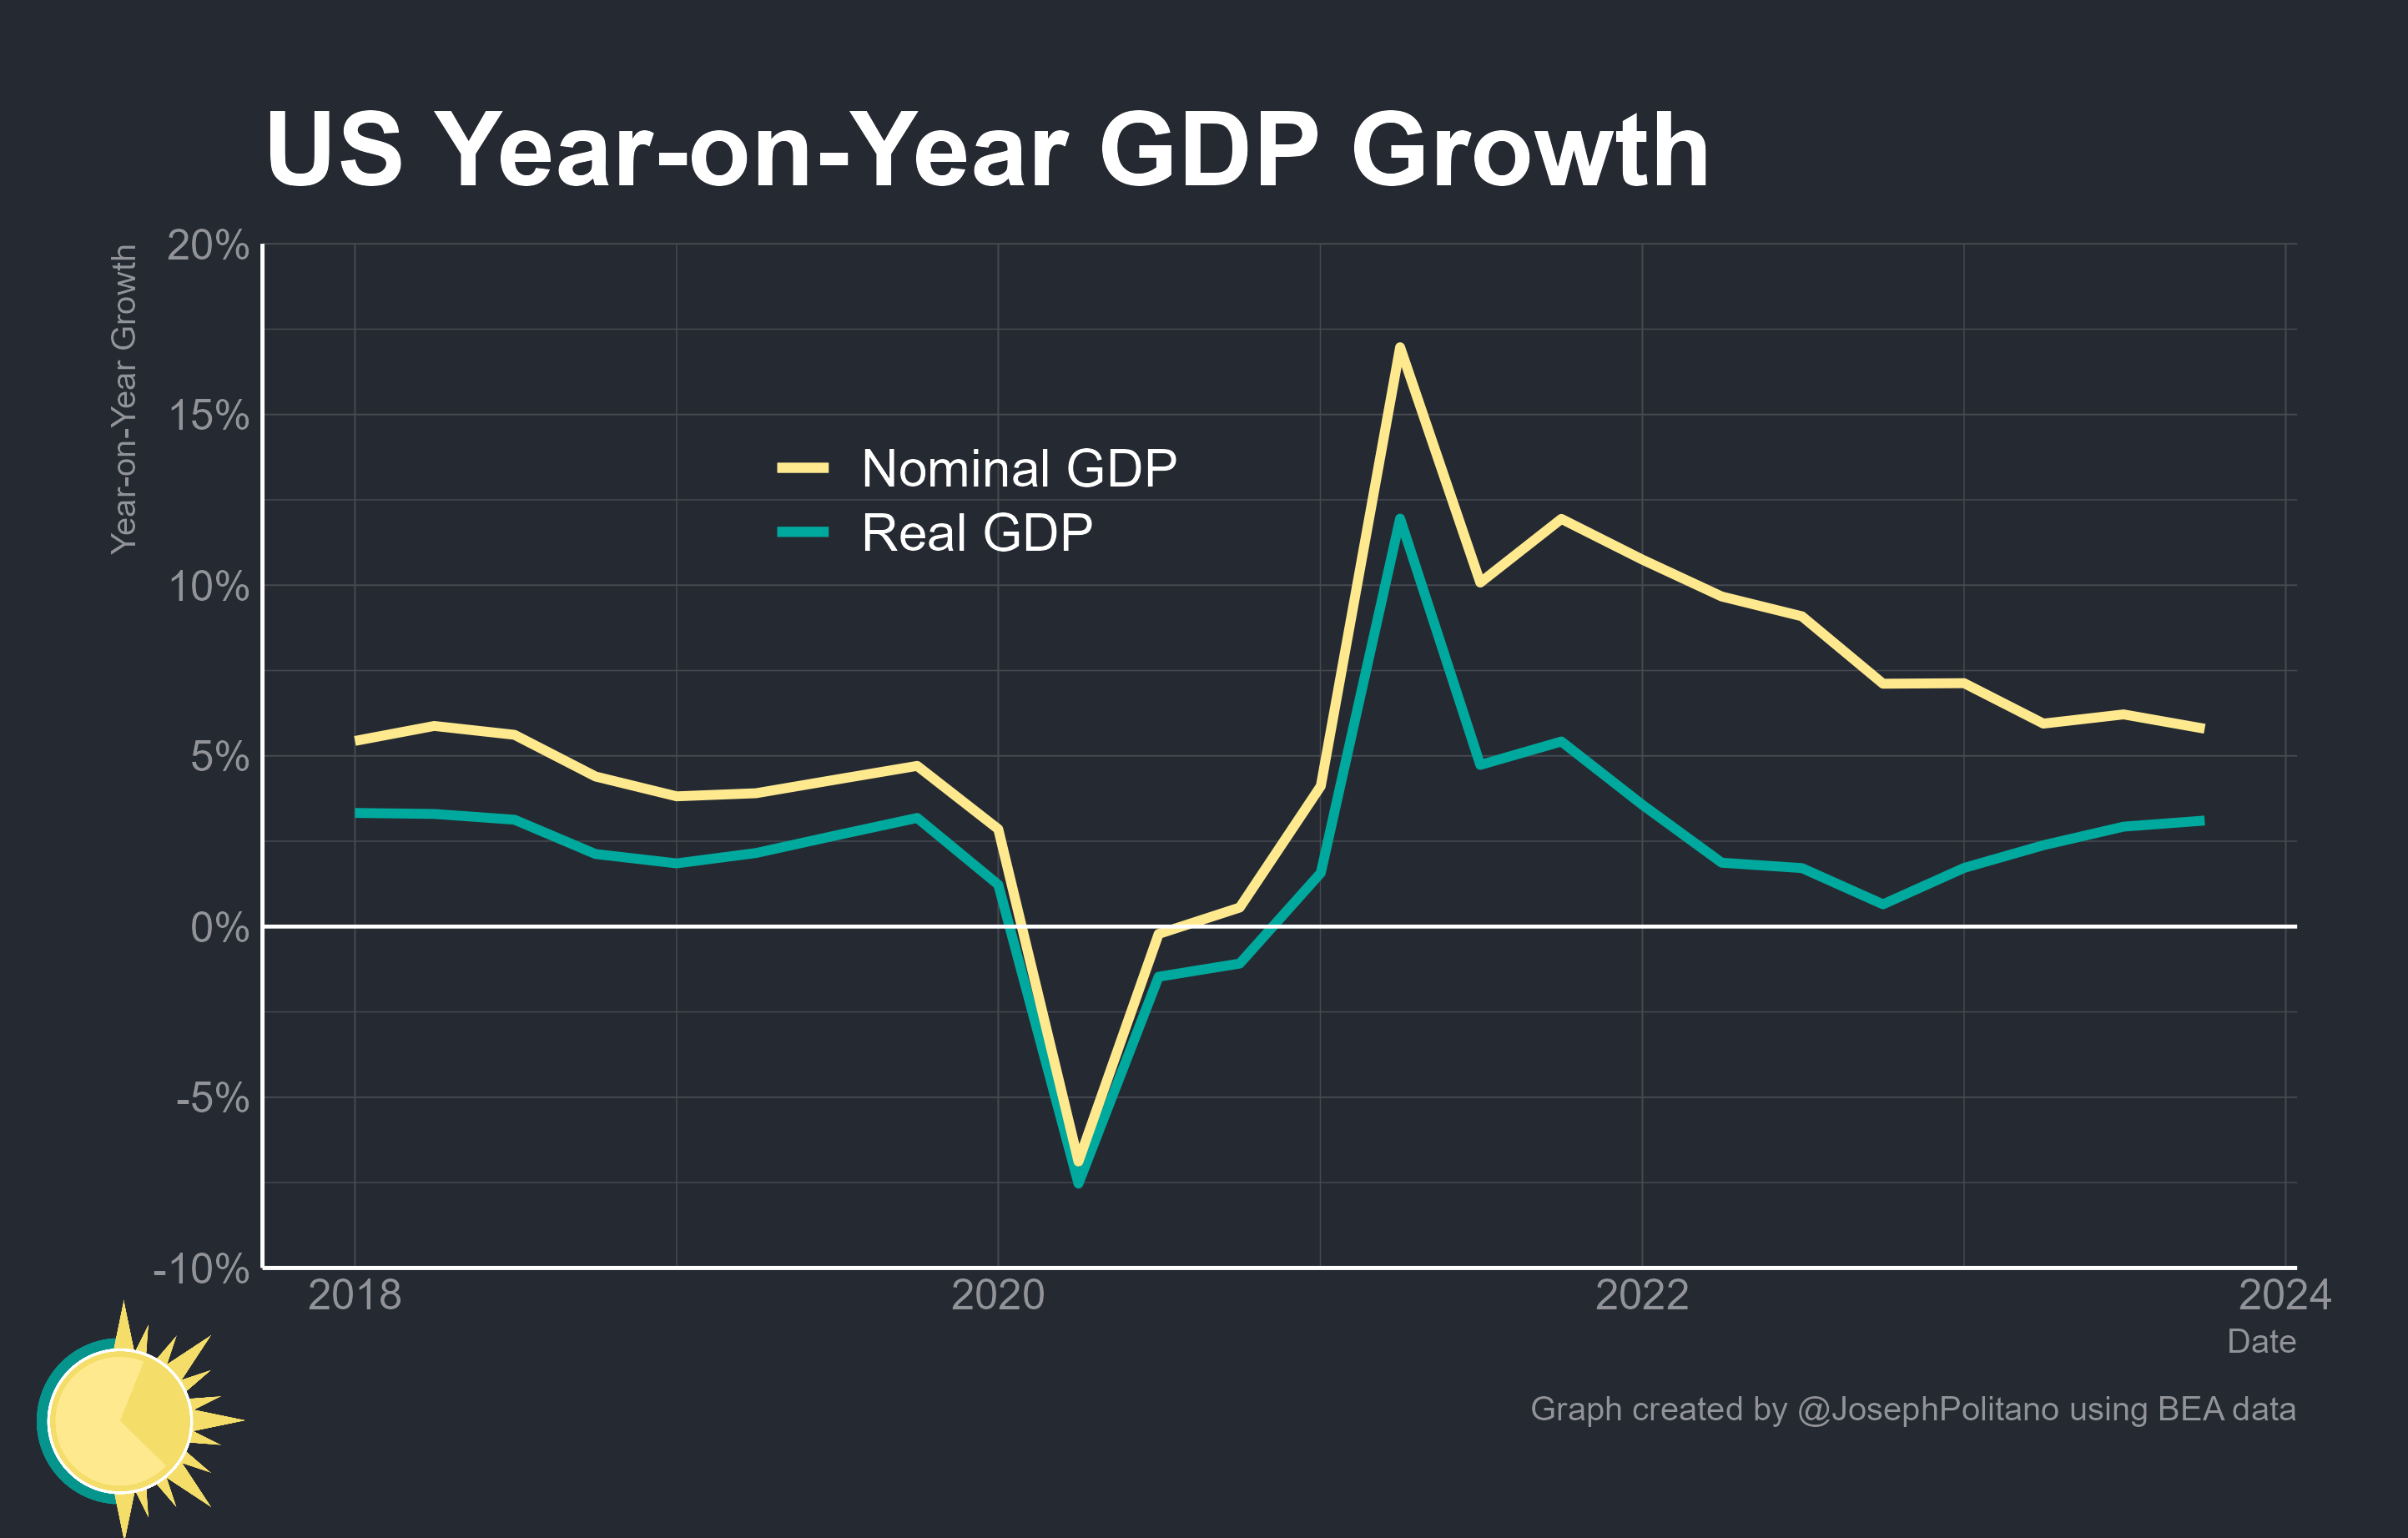 US Year-on-Year GDP Growth
Year-on-Year Growth
20%
15%
10%
5%
0%
-5%
-10%
Nominal GDP
Real GDP
2018
2020
2022
2024
Date
Graph created by @JosephPolitano using BEA data